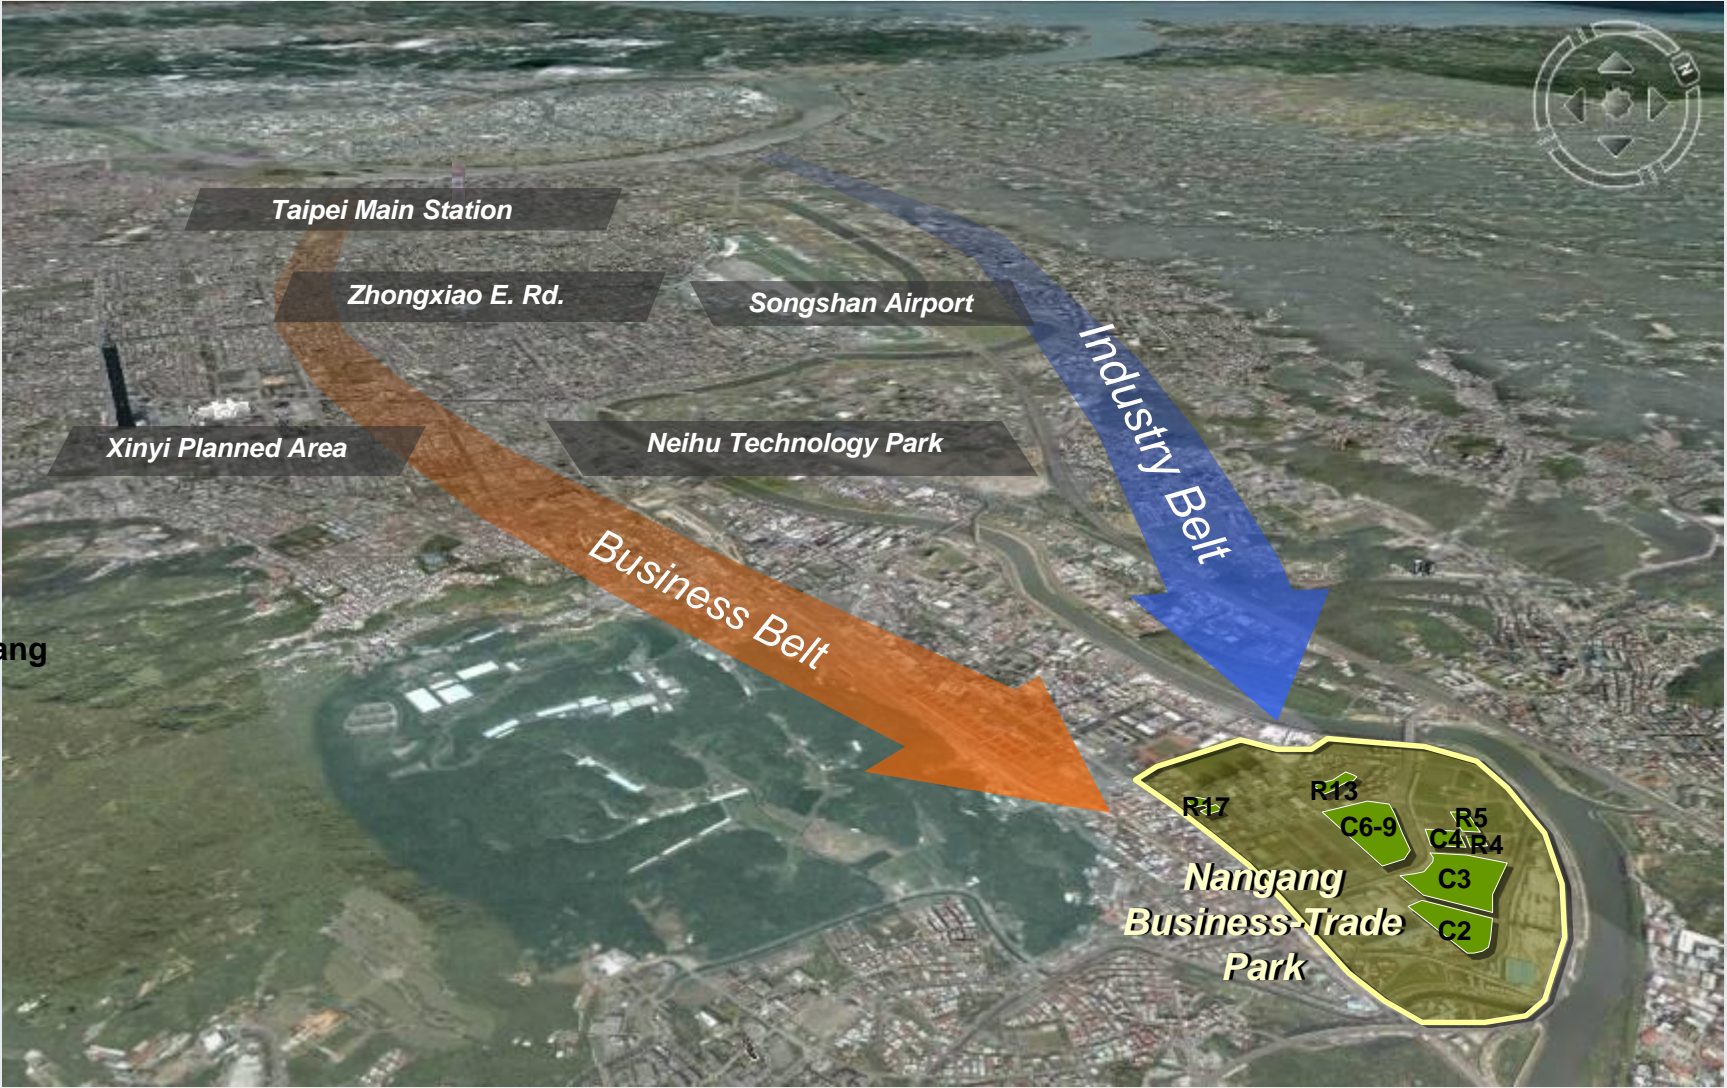 N
Taipei Main Station
Zhongxiao E. Rd.
Songshan Airport
Industry Belt
Xinyi Planned Area
Neihu Technology Park
Business Belt
ang
R17
R13
C6-9
R5
C4
R4
C3
C2
Nangang
Business-Trade
Park